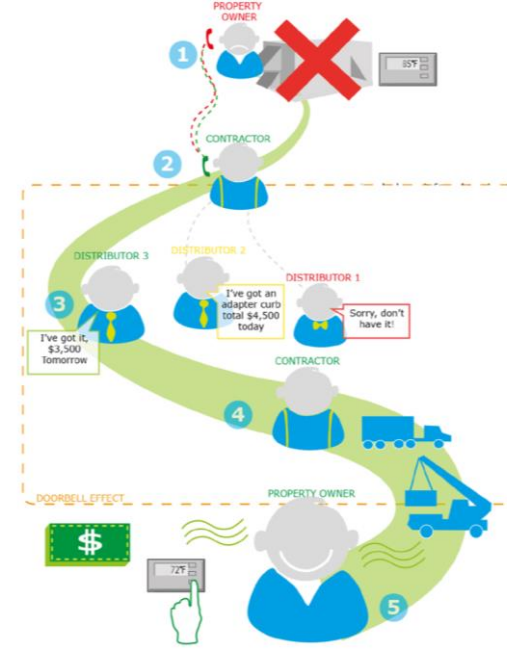 PROPERTY
OWNER
1
85°F
CONTRACTOR
2
DISTRIBUTOR 3
DISTRIBUTOR 2
DISTRIBUTOR 1
3
I've got an
adapter curb
total $4,500
today
Sorry, don't
have it!
I've got it,
$3,500
Tomorrow
CONTRACTOR
4
DOORBELL EFFECT
PROPERTY OWNER
$
72°F
5